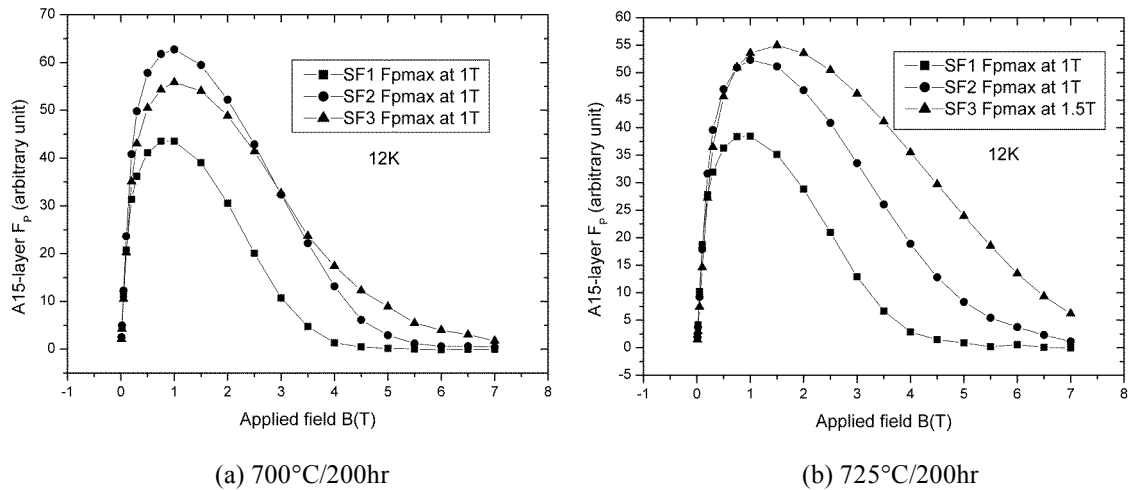 70
60
50
40
30
20
10
0
A15-layer F_P (arbitrary unit)
SF1 Fpmax at 1T
SF2 Fpmax at 1T
SF3 Fpmax at 1T
12K
-1 0 1 2 3 4 5 6 7 8
Applied field B(T)
(a) 700°C/200hr
60
55
50
45
40
35
30
25
20
15
10
5
0
-5
A15-layer F_P (arbitrary unit)
SF1 Fpmax at 1T
SF2 Fpmax at 1T
SF3 Fpmax at 1.5T
12K
-1 0 1 2 3 4 5 6 7 8
Applied field B(T)
(b) 725°C/200hr